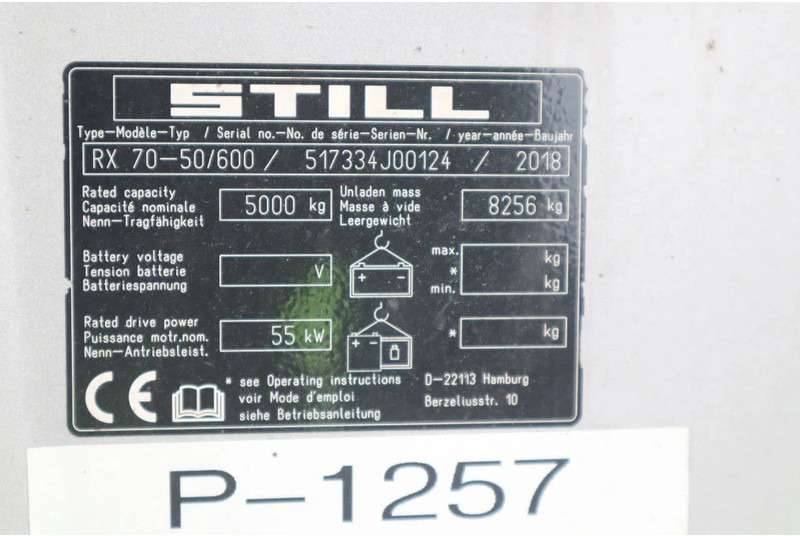 STILL
Type-Modèle-Typ / Serial no.-No. de série-Serien-Nr. / year-année-Baujahr
RX 70-50/600 / 517334J00124 / 2018
Rated capacity
Capacité nominale
Nenn-Tragfähigkeit
5000 kg
Unladen mass
Masse à vide
Leergewicht
8256 kg
Battery voltage
Tension batterie
Batteriespannung
V
+ -
max. kg
*
min. kg
Rated drive power
Puissance motr.nom.
Nenn-Antriebsleist.
55 kW
+ -
* kg
CE
* see Operating instructions
voir Mode d'emploi
siehe Betriebsanleitung
D-22113 Hamburg
Berzeliusstr. 10
P-1257